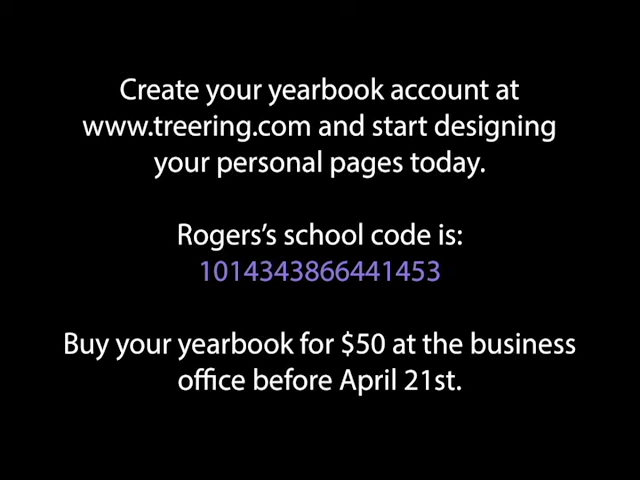 Create your yearbook account at
www.treering.com and start designing
your personal pages today.
Rogers's school code is:
1014343866441453
Buy your yearbook for $50 at the business
office before April 21st.